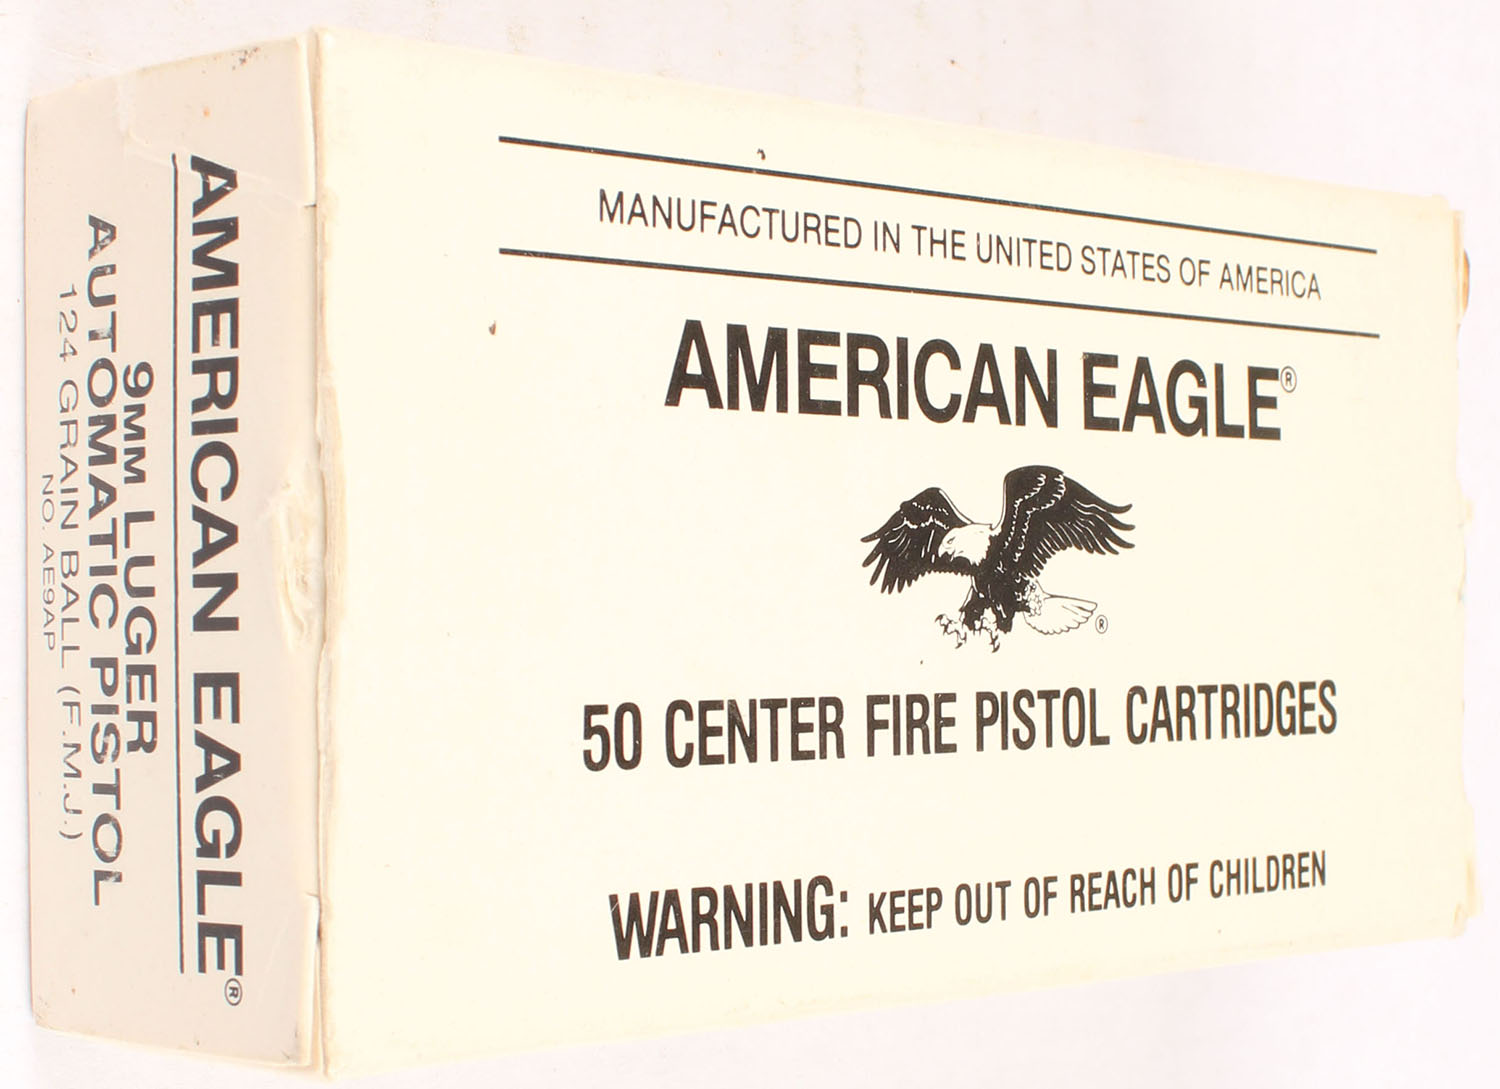 AMERICAN EAGLE®
9MM LUGER
AUTOMATIC PISTOL
124 GRAIN BALL (F.M.J.)
NO. AE9AP
MANUFACTURED IN THE UNITED STATES OF AMERICA
AMERICAN EAGLE®
®
50 CENTER FIRE PISTOL CARTRIDGES
WARNING: KEEP OUT OF REACH OF CHILDREN